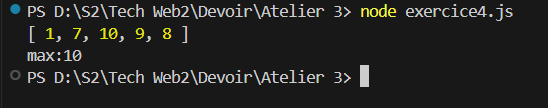 PS D:\S2\Tech Web2\Devoir\Atelier 3> node exercice4.js
[ 1, 7, 10, 9, 8 ]
max:10
PS D:\S2\Tech Web2\Devoir\Atelier 3>